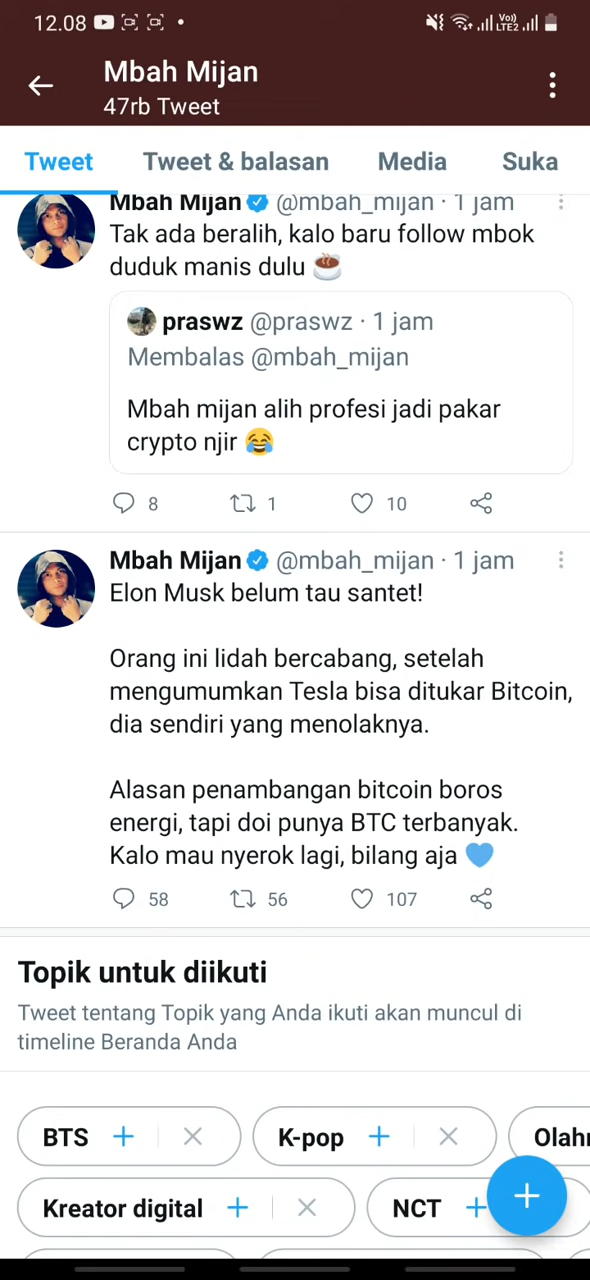 12.08
Vo))
LTE2
Mbah Mijan
47rb Tweet
Tweet
Tweet & balasan
Media
Suka
Mbah Mijan @mbah_mijan · 1 jam
Tak ada beralih, kalo baru follow mbok
duduk manis dulu ☕
praswz @praswz · 1 jam
Membalas @mbah_mijan
Mbah mijan alih profesi jadi pakar
crypto njir 😂
8
1
10
Mbah Mijan @mbah_mijan · 1 jam
Elon Musk belum tau santet!
Orang ini lidah bercabang, setelah
mengumumkan Tesla bisa ditukar Bitcoin,
dia sendiri yang menolaknya.
Alasan penambangan bitcoin boros
energi, tapi doi punya BTC terbanyak.
Kalo mau nyerok lagi, bilang aja 💙
58
56
107
Topik untuk diikuti
Tweet tentang Topik yang Anda ikuti akan muncul di
timeline Beranda Anda
BTS
K-pop
Kreator digital
NCT